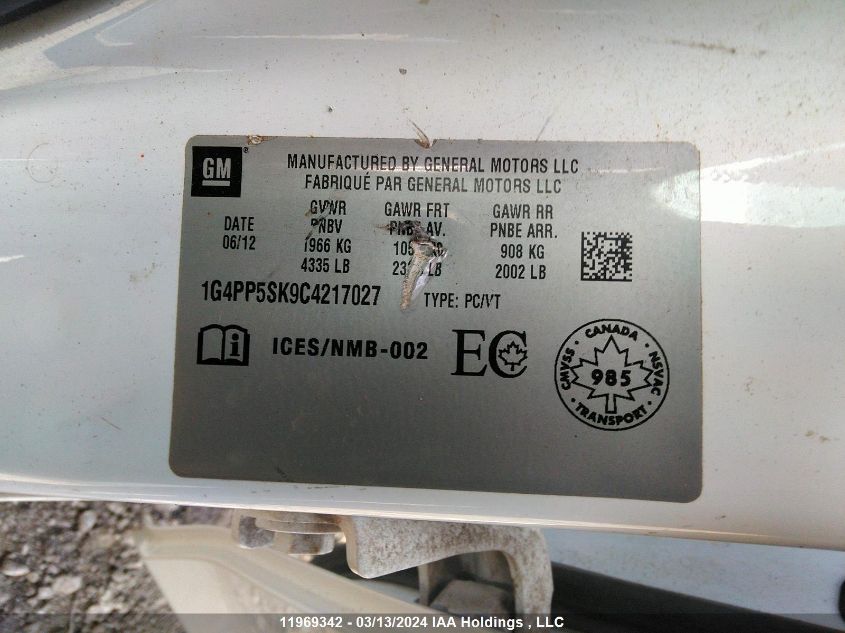 GM
MANUFACTURED BY GENERAL MOTORS LLC
FABRIQUÉ PAR GENERAL MOTORS LLC
DATE
06/12
GVWR
PNBV
1966 KG
4335 LB
GAWR FRT
AV.
GAWR RR
PNBE ARR.
908 KG
2002 LB
1G4PP5SK9C4217027 TYPE: PC/VT
i ICES/NMB-002 EC
CANADA
CMVSS 985 NSVAC
TRANSPORT
11969342 - 03/13/2024 IAA Holdings , LLC